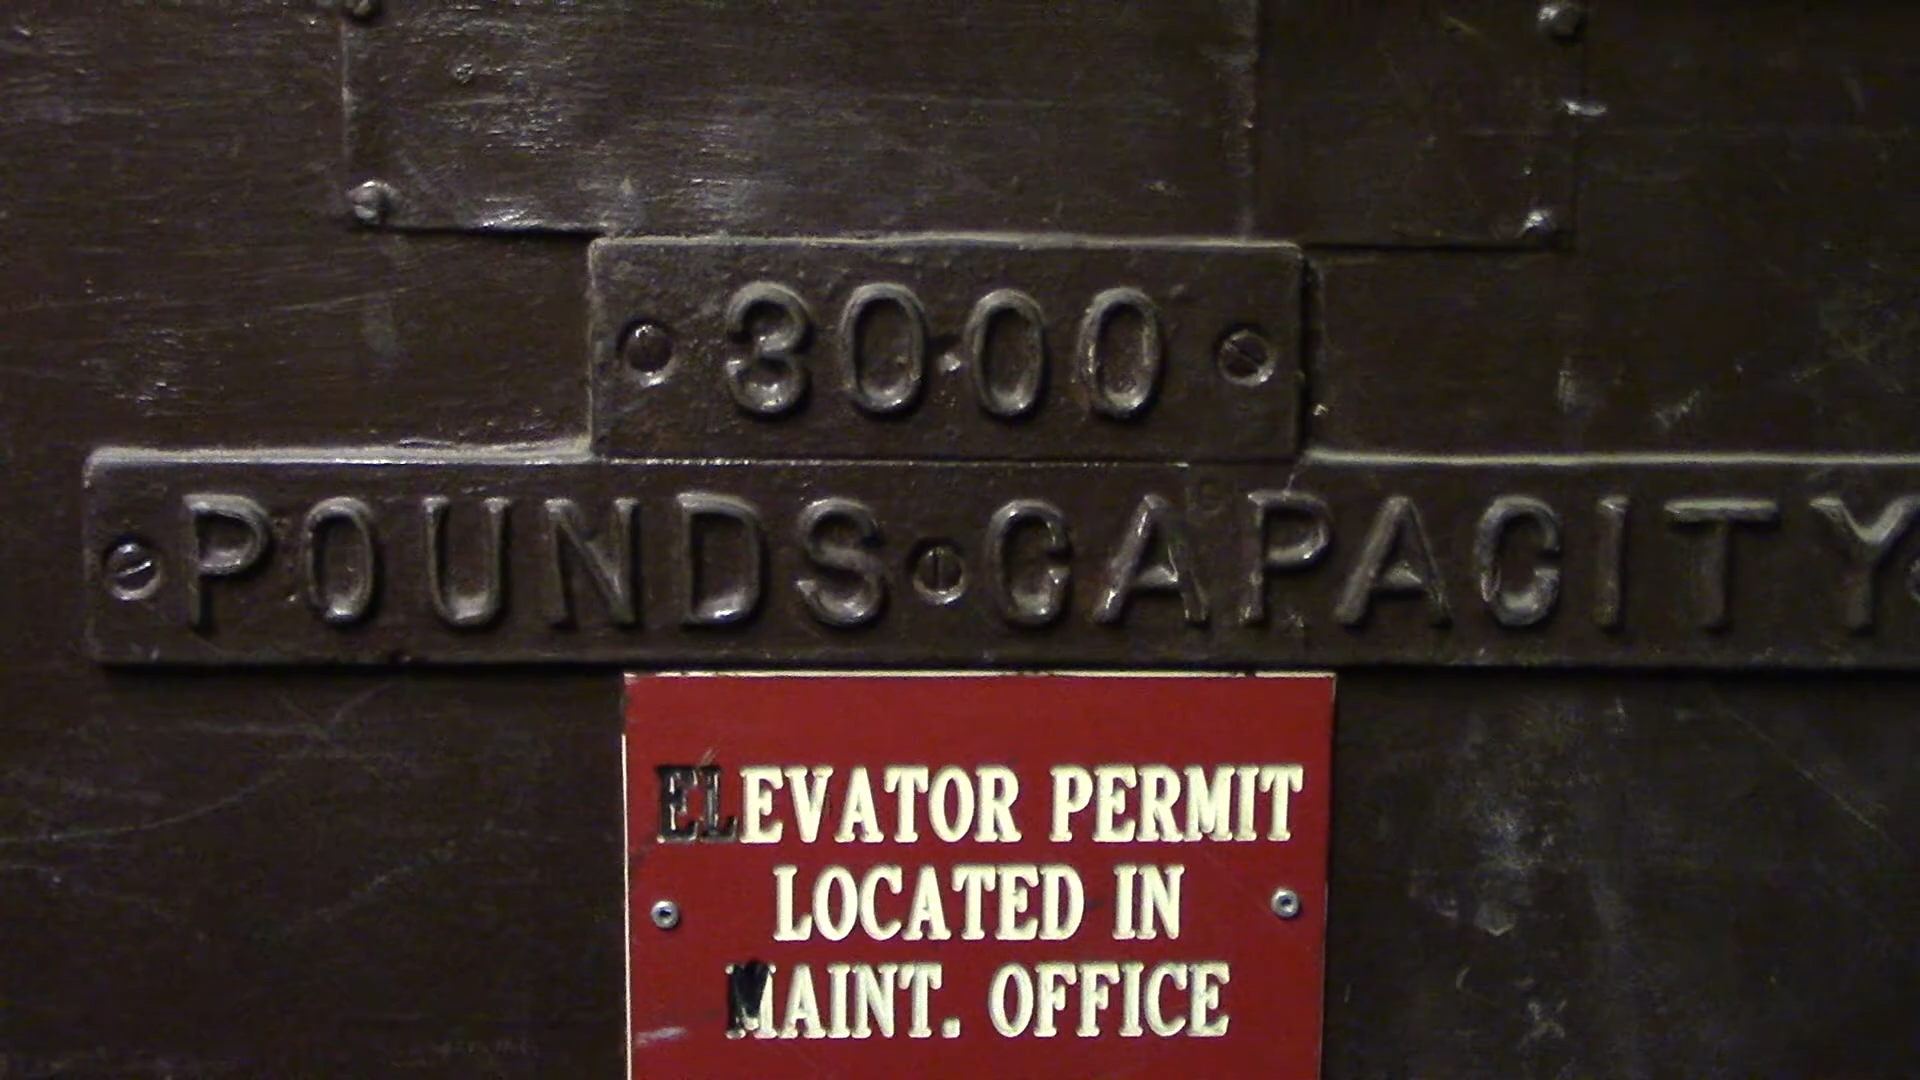 3000
POUNDS CAPACITY
ELEVATOR PERMIT
LOCATED IN
MAINT. OFFICE